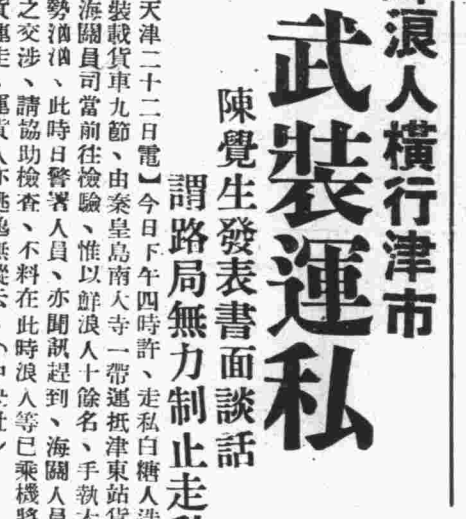 浪人橫行津市
武裝運私
陳覺生發表書面談話
謂路局無力制止走私
天津二十二日電】今日下午四時許、走私白糖人
裝載貨車九節、由秦皇島南大寺一帶運抵津東站貨
海關員司當前往檢驗、惟以鮮浪人十餘名、手執
勢洶洶、此時日警署人員、亦聞訊趕到、海關人員
之交涉、請協助檢查、不料在此時浪人等已乘機將